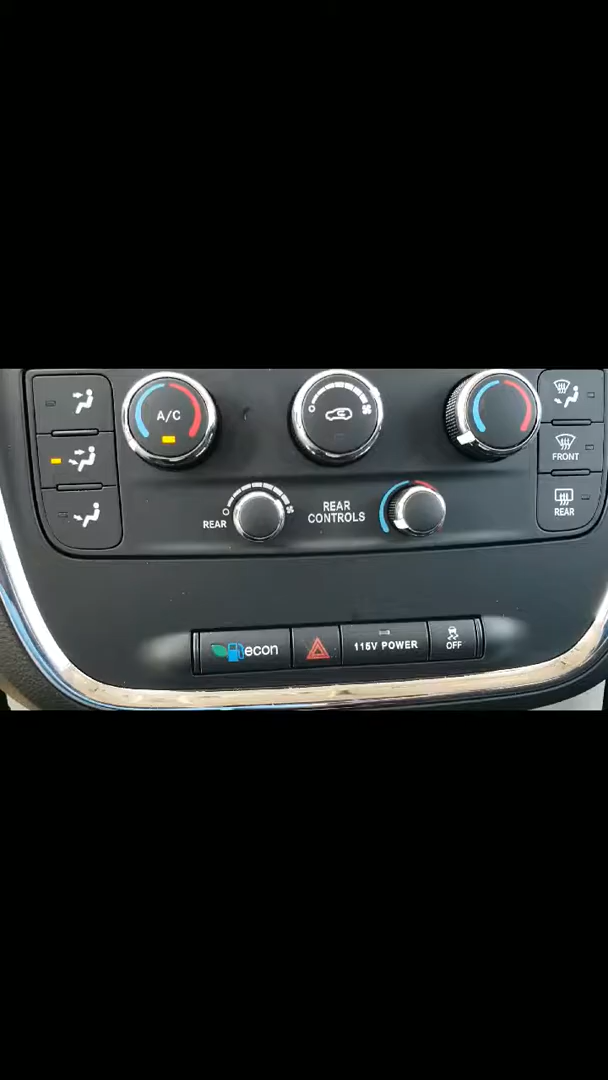 A/C
FRONT
REAR
REAR
CONTROLS
REAR
econ
115V POWER
OFF